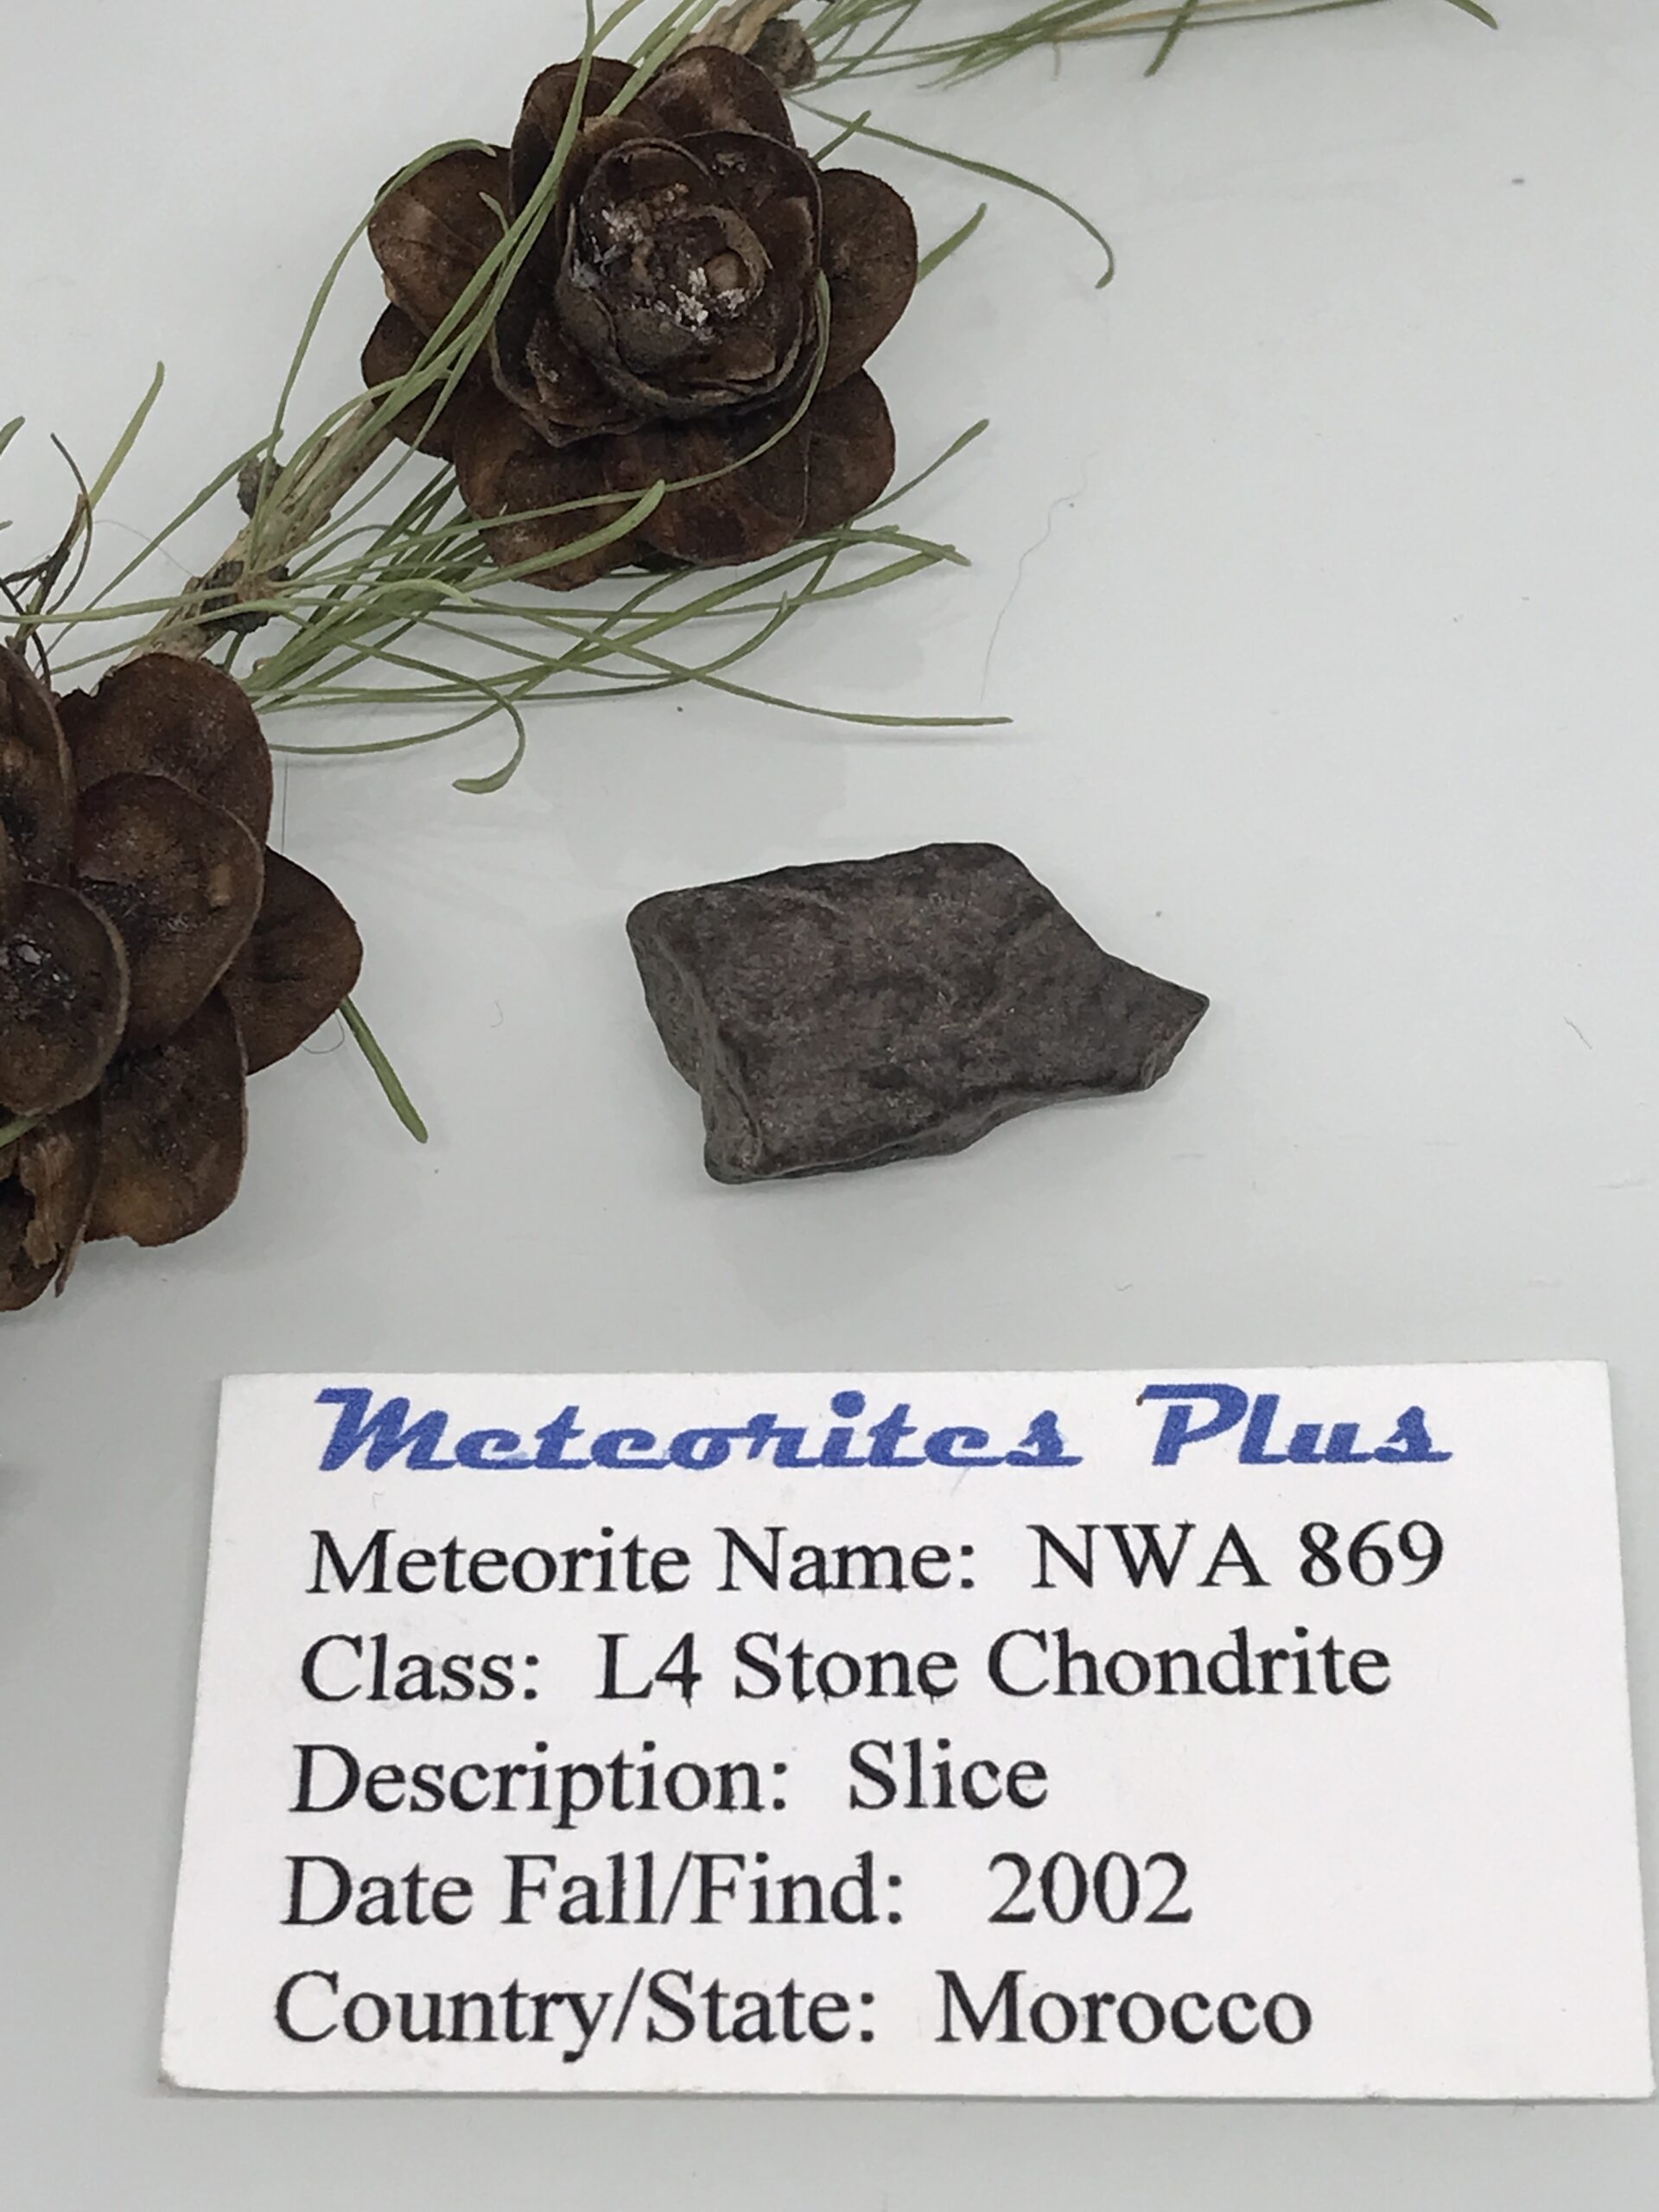 Meteorites Plus
Meteorite Name: NWA 869
Class: L4 Stone Chondrite
Description: Slice
Date Fall/Find: 2002
Country/State: Morocco